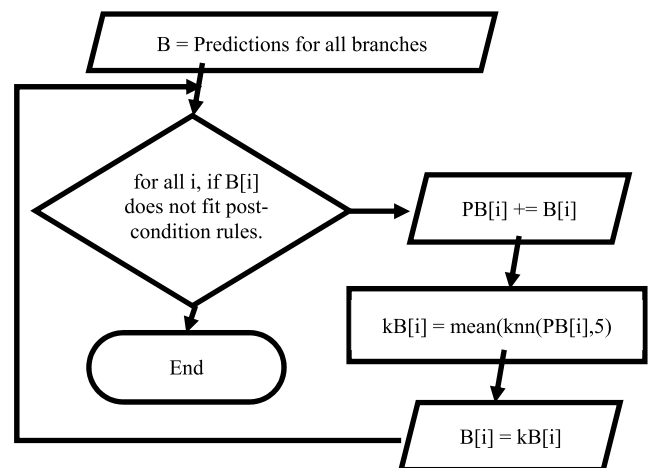 B = Predictions for all branches
for all i, if B[i]
does not fit post-
condition rules.
PB[i] += B[i]
kB[i] = mean(knn(PB[i],5)
End
B[i] = kB[i]